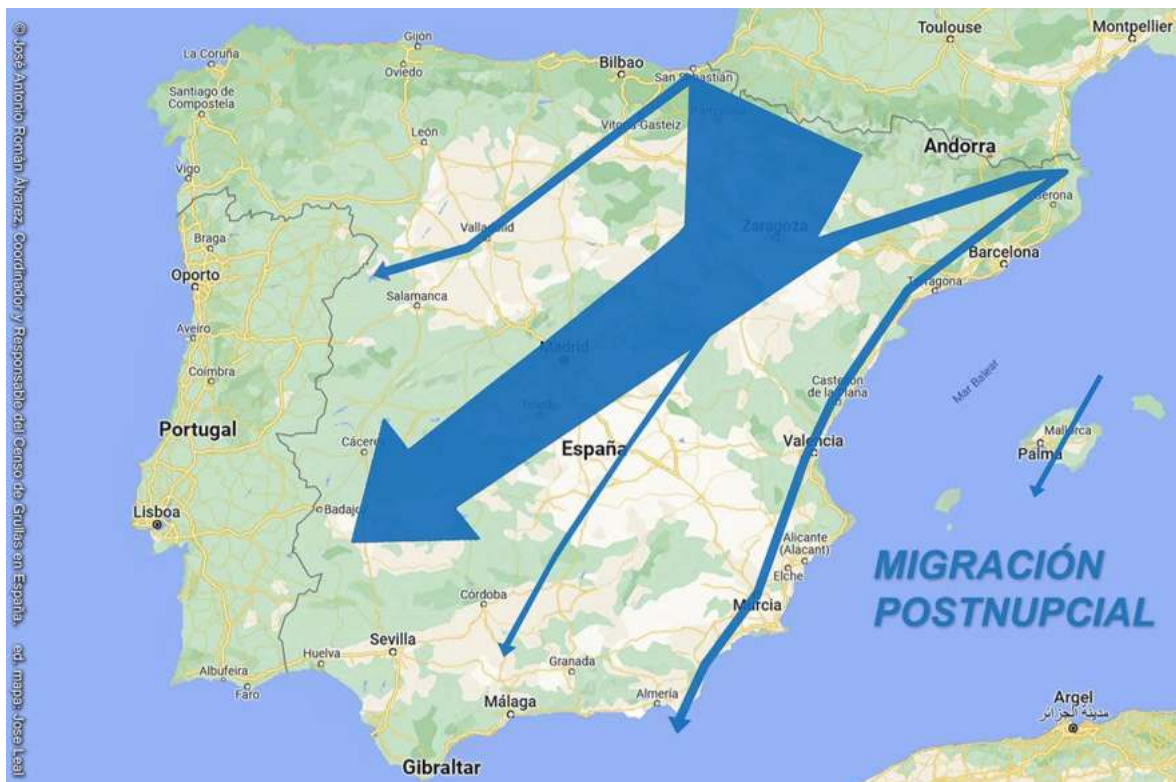 © José Antonio Román Álvarez, Coordinador y Responsable del Censo de Grullas en España. ed. mapa: Jose Leal
Toulouse
Montpellier
Gijón
La Coruña
Oviedo
Bilbao
San Sebastián
Santiago de
Compostela
Vitoria-Gasteiz
Pamplona
León
Andorra
Vigo
Gerona
Valladolid
Zaragoza
Braga
Barcelona
Oporto
Tarragona
Salamanca
Aveiro
Madrid
Coimbra
Castellón
de la Plana
Mar Balear
Toledo
Portugal
Cáceres
España
Valencia
Mallorca
Palma
Lisboa
Badajo
Alicante
(Alacant)
Elche
MIGRACIÓN
POSTNUPCIAL
Córdoba
Murcia
Sevilla
Huelva
Granada
Albufeira
Faro
Almería
Málaga
Argel
مدينة الجزائر
Gibraltar